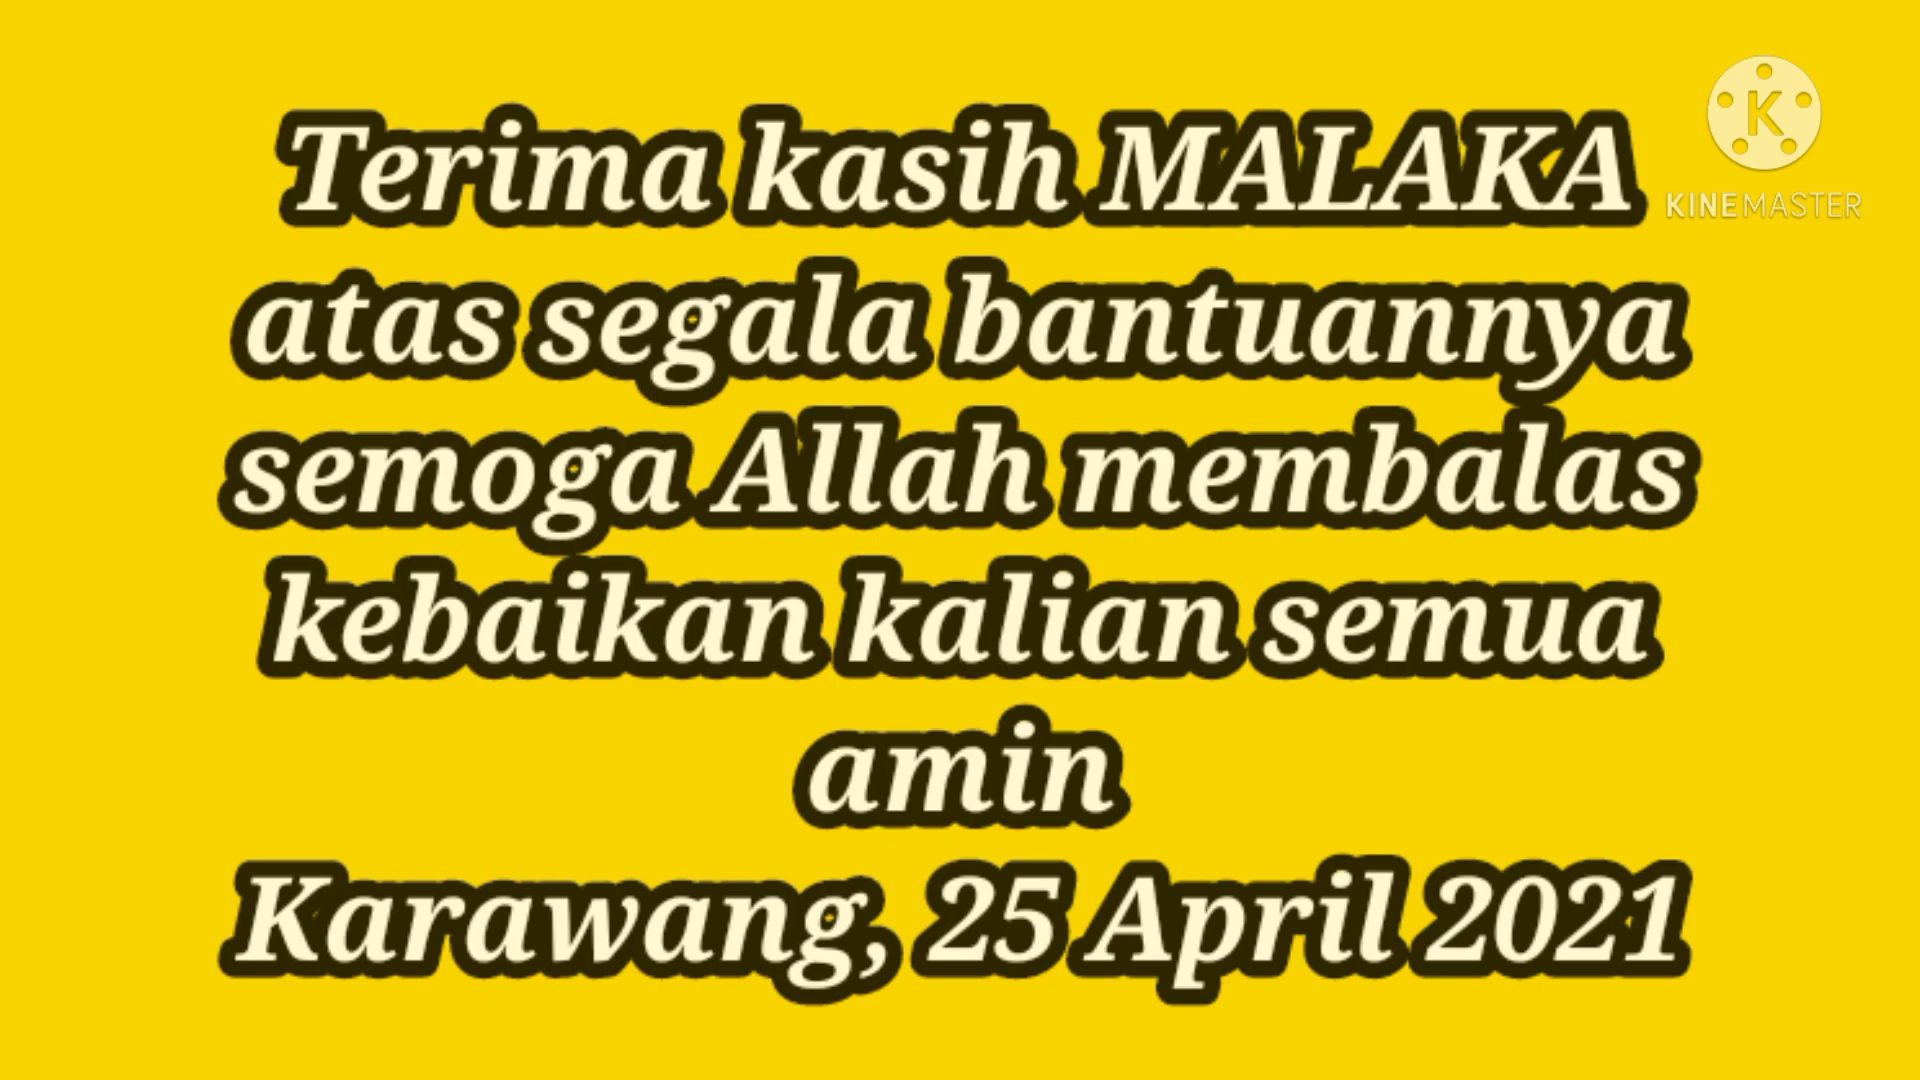 Terima kasih MALAKA
atas segala bantuannya
semoga Allah membalas
kebaikan kalian semua
amin
Karawang, 25 April 2021
K
KINEMASTER